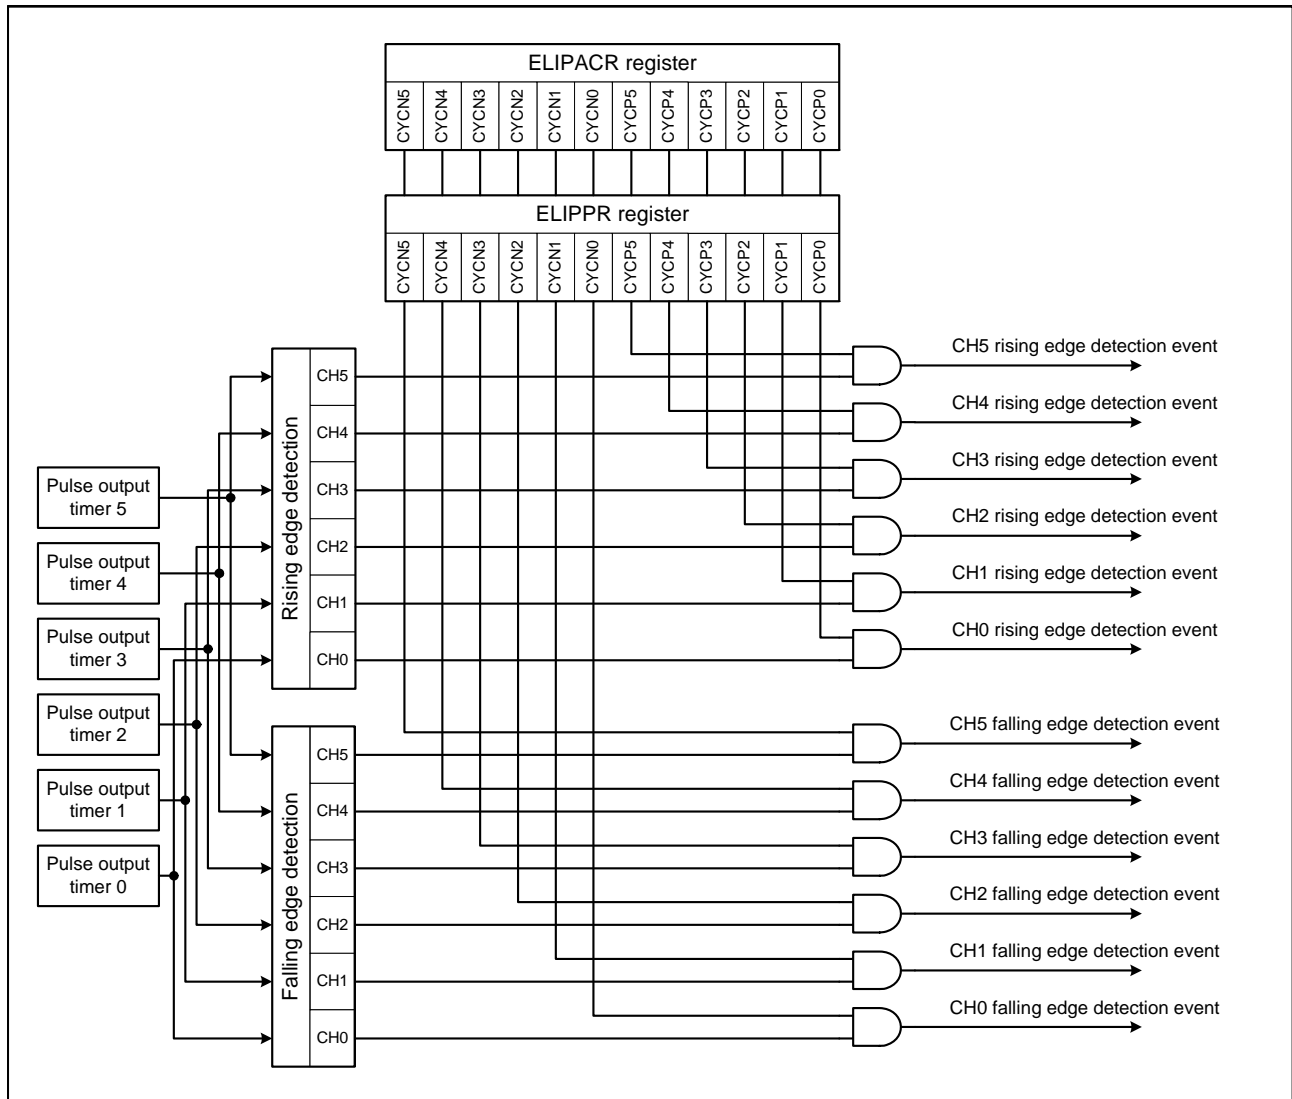 ELIPACR register
CYCN5
CYCN4
CYCN3
CYCN2
CYCN1
CYCN0
CYCP5
CYCP4
CYCP3
CYCP2
CYCP1
CYCP0
ELIPPR register
CYCN5
CYCN4
CYCN3
CYCN2
CYCN1
CYCN0
CYCP5
CYCP4
CYCP3
CYCP2
CYCP1
CYCP0
Pulse output
timer 5
Pulse output
timer 4
Pulse output
timer 3
Pulse output
timer 2
Pulse output
timer 1
Pulse output
timer 0
Rising edge detection
CH5
CH4
CH3
CH2
CH1
CH0
Falling edge detection
CH5
CH4
CH3
CH2
CH1
CH0
CH5 rising edge detection event
CH4 rising edge detection event
CH3 rising edge detection event
CH2 rising edge detection event
CH1 rising edge detection event
CH0 rising edge detection event
CH5 falling edge detection event
CH4 falling edge detection event
CH3 falling edge detection event
CH2 falling edge detection event
CH1 falling edge detection event
CH0 falling edge detection event